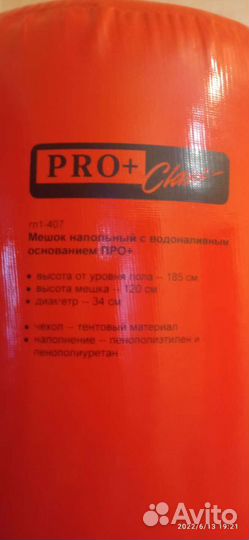 PRO+ Class
rn1-407
Мешок напольный с водоналивным
основанием ПРО+
• высота от уровня пола -- 185 см
• высота мешка -- 120 см
• диаметр -- 34 см
• чехол -- тентовый материал
• наполнение -- пенополиэтилен и
пенополиуретан
2022/6/13 19:21
Avito